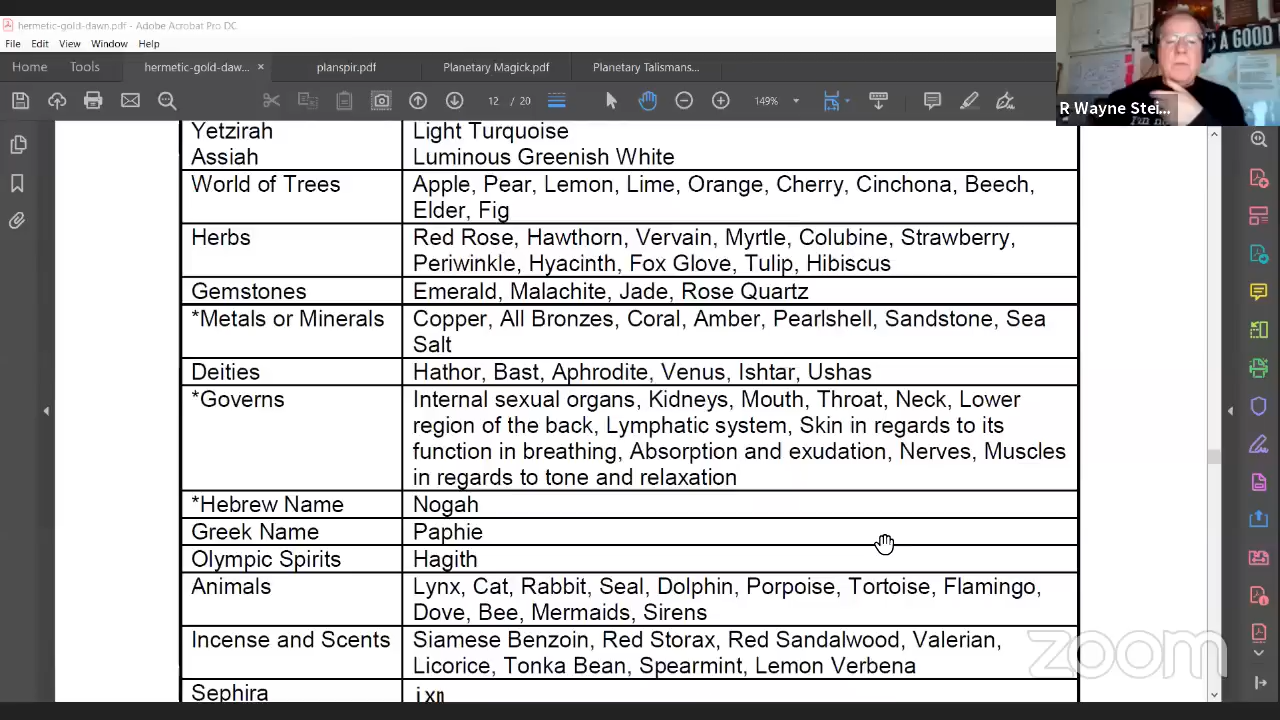 hermetic-gold-dawn.pdf - Adobe Acrobat Pro DC
File Edit View Window Help
Home Tools hermetic-gold-daw... × planspir.pdf Planetary Magick.pdf Planetary Talismans...
12 / 20 149%
S A GOOD
R Wayne Stei...
I'm
Yetzirah Light Turquoise
Assiah Luminous Greenish White
World of Trees Apple, Pear, Lemon, Lime, Orange, Cherry, Cinchona, Beech,
Elder, Fig
Herbs Red Rose, Hawthorn, Vervain, Myrtle, Colubine, Strawberry,
Periwinkle, Hyacinth, Fox Glove, Tulip, Hibiscus
Gemstones Emerald, Malachite, Jade, Rose Quartz
*Metals or Minerals Copper, All Bronzes, Coral, Amber, Pearlshell, Sandstone, Sea
Salt
Deities Hathor, Bast, Aphrodite, Venus, Ishtar, Ushas
*Governs Internal sexual organs, Kidneys, Mouth, Throat, Neck, Lower
region of the back, Lymphatic system, Skin in regards to its
function in breathing, Absorption and exudation, Nerves, Muscles
in regards to tone and relaxation
*Hebrew Name Nogah
Greek Name Paphie
Olympic Spirits Hagith
Animals Lynx, Cat, Rabbit, Seal, Dolphin, Porpoise, Tortoise, Flamingo,
Dove, Bee, Mermaids, Sirens
Incense and Scents Siamese Benzoin, Red Storax, Red Sandalwood, Valerian,
Licorice, Tonka Bean, Spearmint, Lemon Verbena
Sephira ixn
zoom